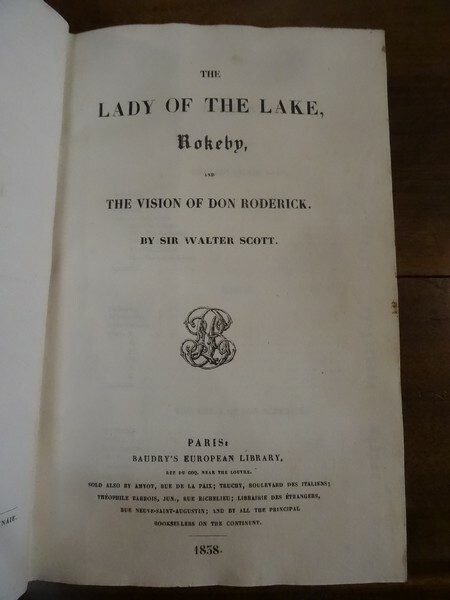 THE
LADY OF THE LAKE,
Rokeby,
AND
THE VISION OF DON RODERICK.
BY SIR WALTER SCOTT.
PARIS:
BAUDRY'S EUROPEAN LIBRARY,
RUE DU COQ, NEAR THE LOUVRE.
SOLD ALSO BY AMYOT, RUE DE LA PAIX; TRUCHY, BOULEVARD DES ITALIENS;
THÉOPHILE BARROIS, JUN., RUE RICHELIEU; LIBRAIRIE DES ÉTRANGERS,
RUE NEUVE-SAINT-AUGUSTIN; AND BY ALL THE PRINCIPAL
BOOKSELLERS ON THE CONTINENT.
1838.